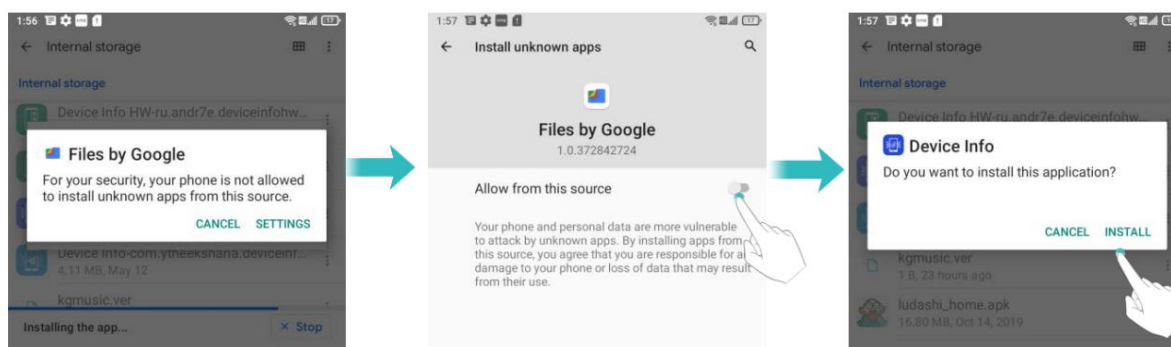 1:56
Internal storage
Internal storage
Device Info HW-ru.andr7e.deviceinfohw...
Files by Google
For your security, your phone is not allowed
to install unknown apps from this source.
CANCEL SETTINGS
Device Info-com.ytheekshana.deviceinf...
4.11 MB, May 12
kgmusic.ver
Installing the app...
× Stop
1:57
17
Install unknown apps
Files by Google
1.0.372842724
Allow from this source
Your phone and personal data are more vulnerable
to attack by unknown apps. By installing apps from
this source, you agree that you are responsible for a
damage to your phone or loss of data that may result
from their use.
1:57
Internal storage
Internal storage
Device Info HW-ru.andr7e.deviceinfohw...
Device Info
Do you want to install this application?
CANCEL INSTALL
kgmusic.ver
1 B, 23 hours ago
ludashi_home.apk
16.80 MB, Oct 14, 2019